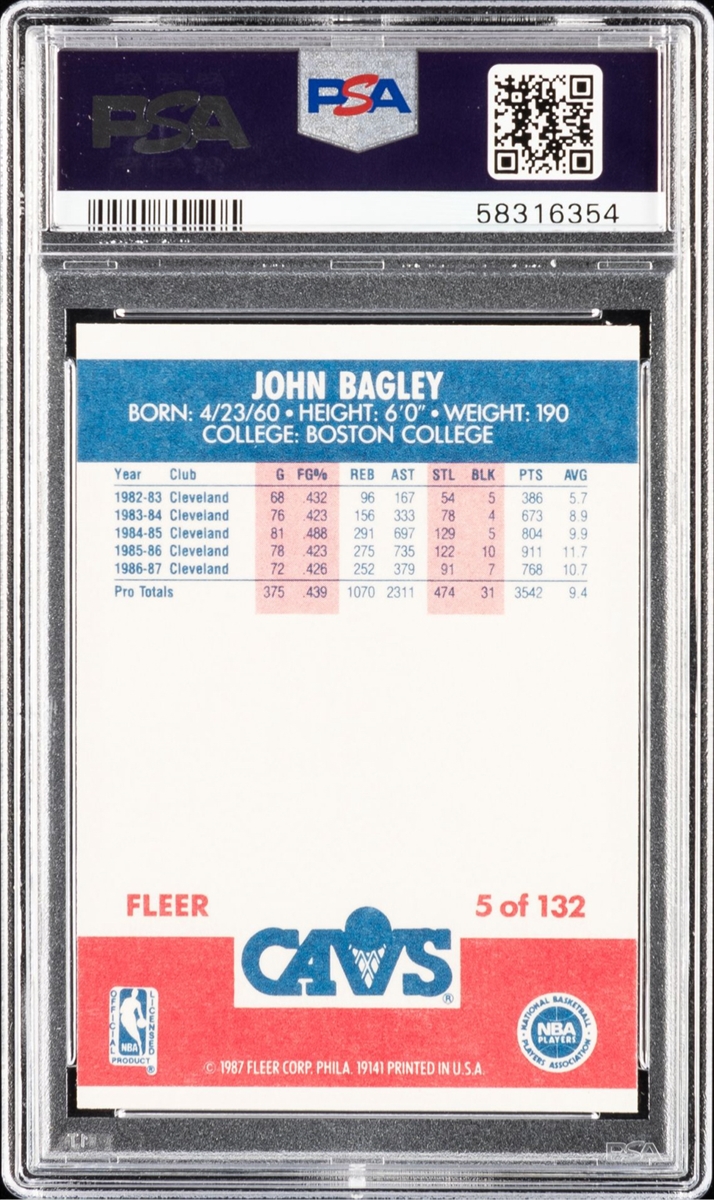 PSA
PSA
58316354
JOHN BAGLEY
BORN: 4/23/60 • HEIGHT: 6'0" • WEIGHT: 190
COLLEGE: BOSTON COLLEGE
Year Club G FG% REB AST STL BLK PTS AVG
1982-83 Cleveland 68 .432 96 167 54 5 386 5.7
1983-84 Cleveland 76 .423 156 333 78 4 673 8.9
1984-85 Cleveland 81 .488 291 697 129 5 804 9.9
1985-86 Cleveland 78 .423 275 735 122 10 911 11.7
1986-87 Cleveland 72 .426 252 379 91 7 768 10.7
Pro Totals 375 .439 1070 2311 474 31 3542 9.4
FLEER 5 of 132
CAVS®
OFFICIAL LICENSED
NBA
PRODUCT ®
NATIONAL BASKETBALL
NBA
PLAYERS
PLAYERS ASSOCIATION
© 1987 FLEER CORP. PHILA. 19141 PRINTED IN U.S.A.
PSA